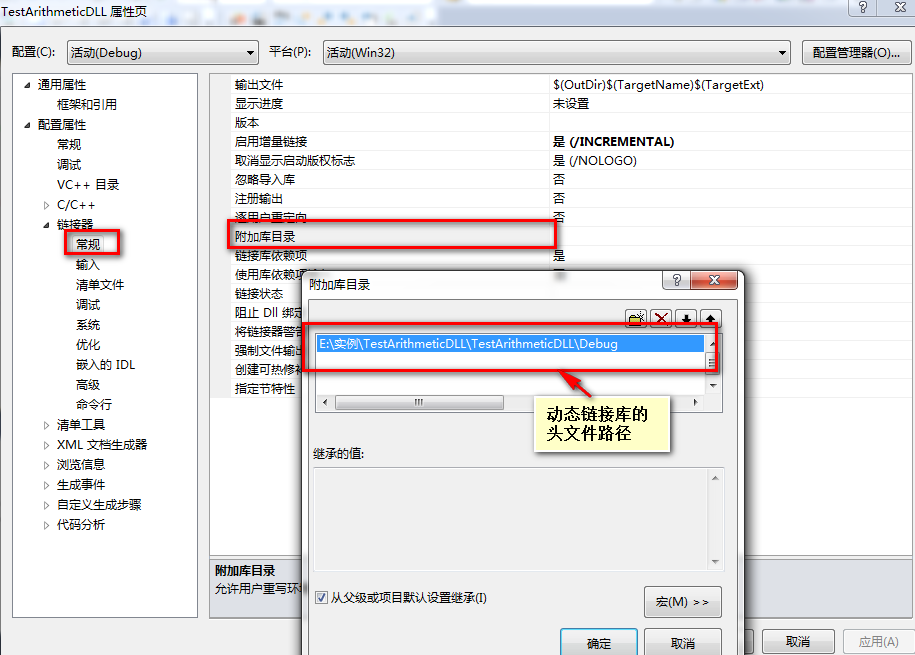 TestArithmeticDLL 属性页
配置(C): 活动(Debug) 平台(P): 活动(Win32) 配置管理器(O)...
通用属性
框架和引用
配置属性
常规
调试
VC++ 目录
C/C++
链接器
常规
输入
清单文件
调试
系统
优化
嵌入的 IDL
高级
命令行
清单工具
XML 文档生成器
浏览信息
生成事件
自定义生成步骤
代码分析
输出文件 $(OutDir)$(TargetName)$(TargetExt)
显示进度 未设置
版本
启用增量链接 是 (/INCREMENTAL)
取消显示启动版权标志 是 (/NOLOGO)
忽略导入库 否
注册输出 否
逐用户重定向 否
附加库目录
链接库依赖项 是
使用库依赖项
链接状态
阻止 Dll 绑定
将链接器警告
强制文件输出
创建可热修补
指定节特性
附加库目录
允许用户重写环境
附加库目录
E:\实例\TestArithmeticDLL\TestArithmeticDLL\Debug
动态链接库的
头文件路径
继承的值:
从父级或项目默认设置继承(I)
宏(M) >>
确定 取消
取消 应用(A)